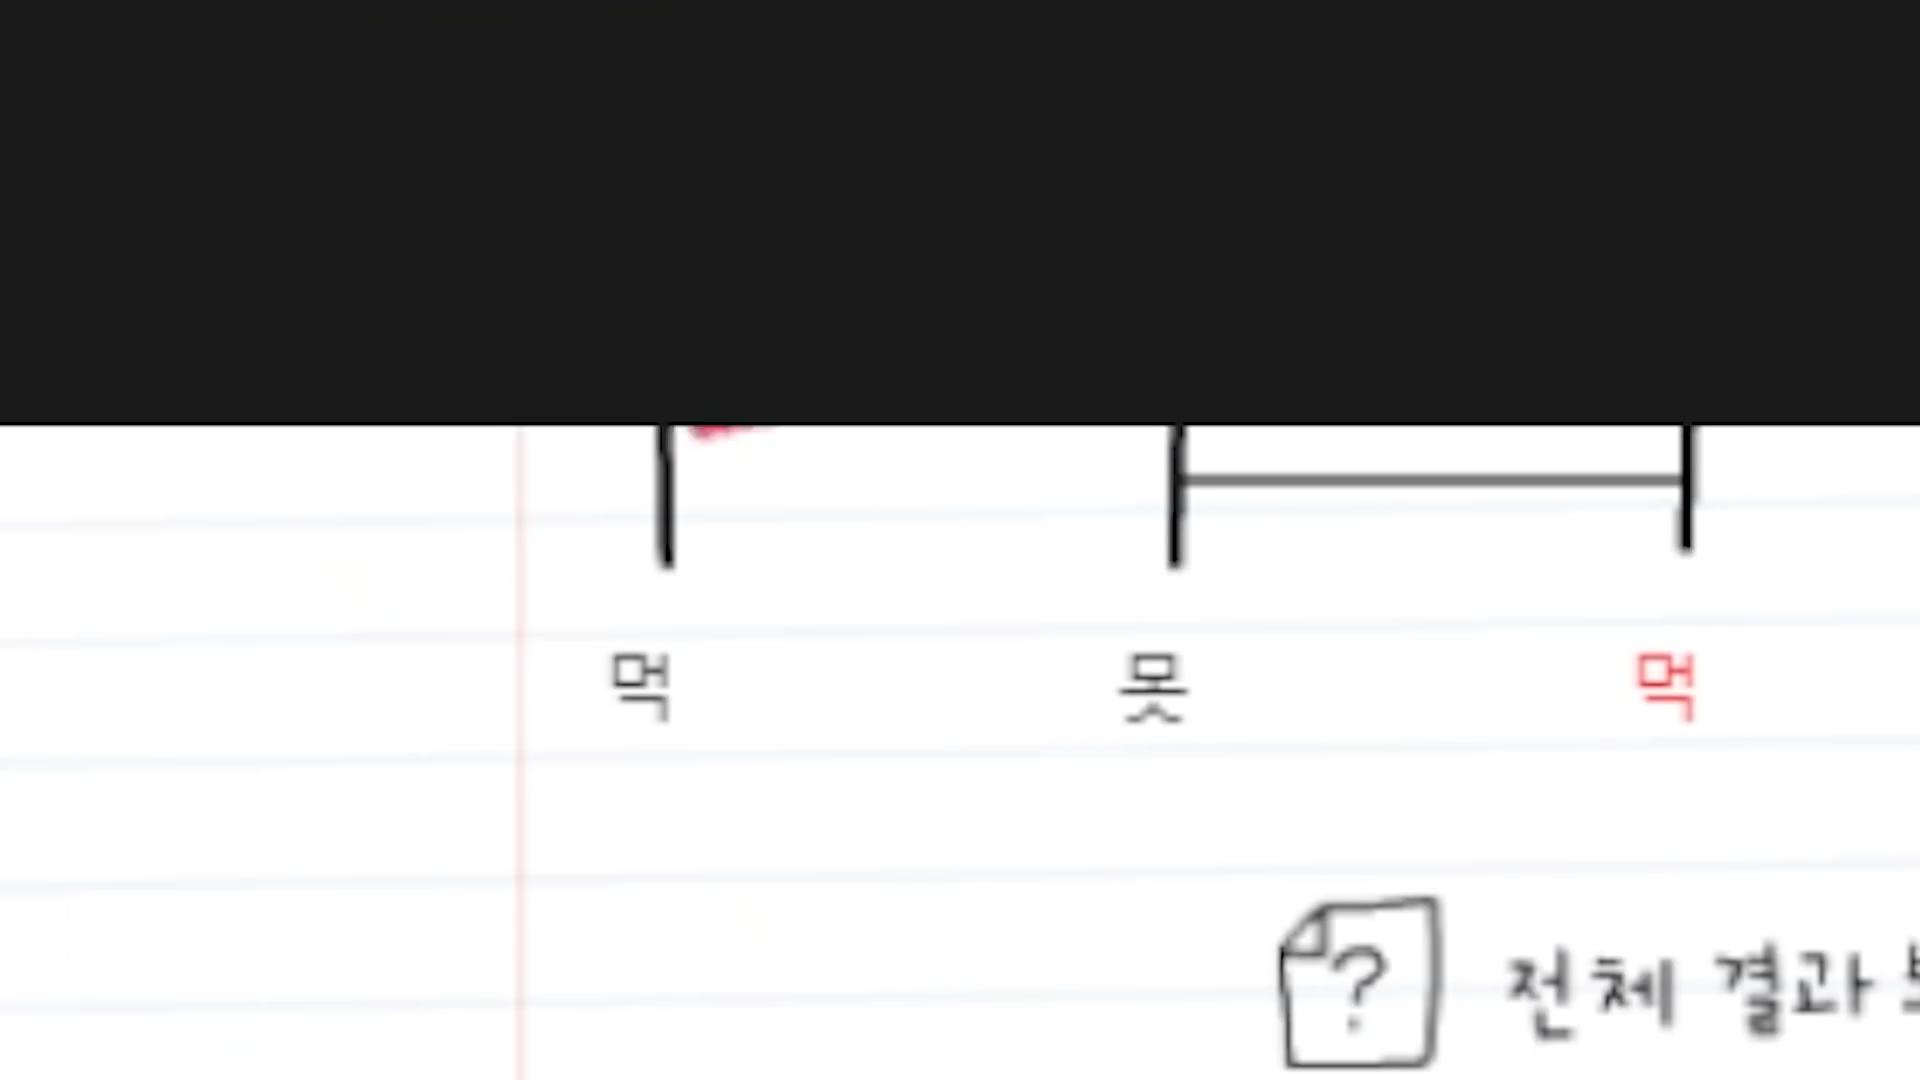 먹 못 먹
? 전체 결과